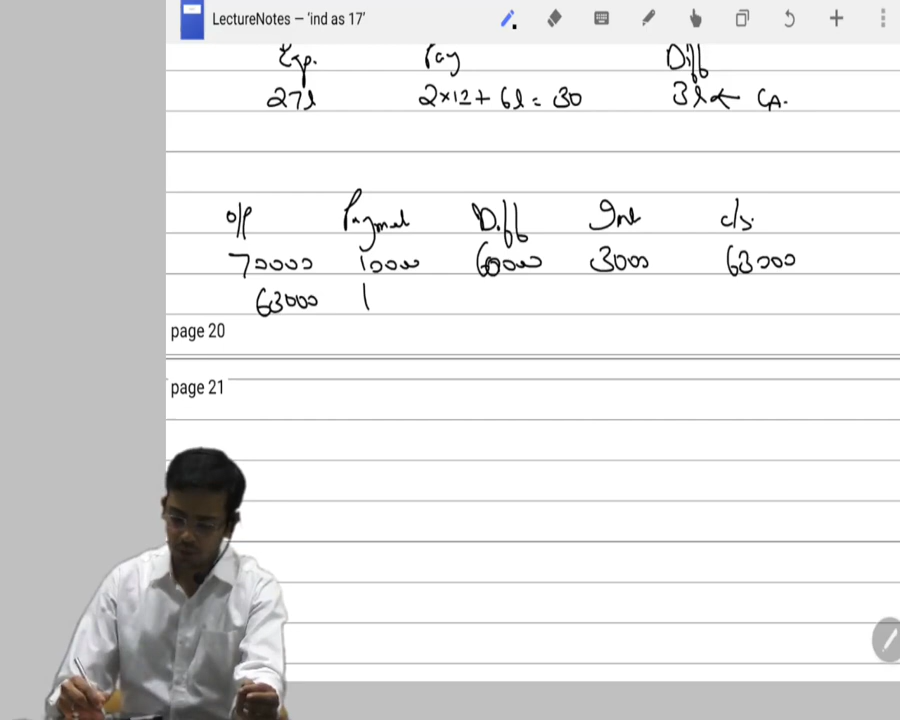 LectureNotes – 'ind as 17'
Exp. Pay Diff
27l 2×12+ 6l = 30 3l ← CA.
o/p Payment Diff Int c/s.
70000 10000 60000 3000 63000
63000 1
page 20
page 21